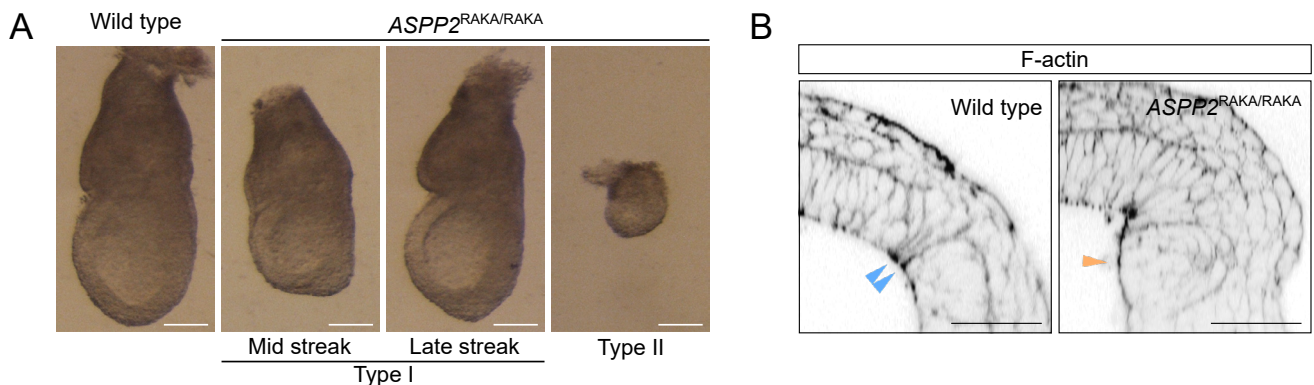 A
Wild type
ASPP2RAKA/RAKA
Mid streak
Late streak
Type II
Type I
B
F-actin
Wild type
ASPP2RAKA/RAKA